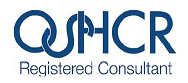 OSHCR
Registered Consultant